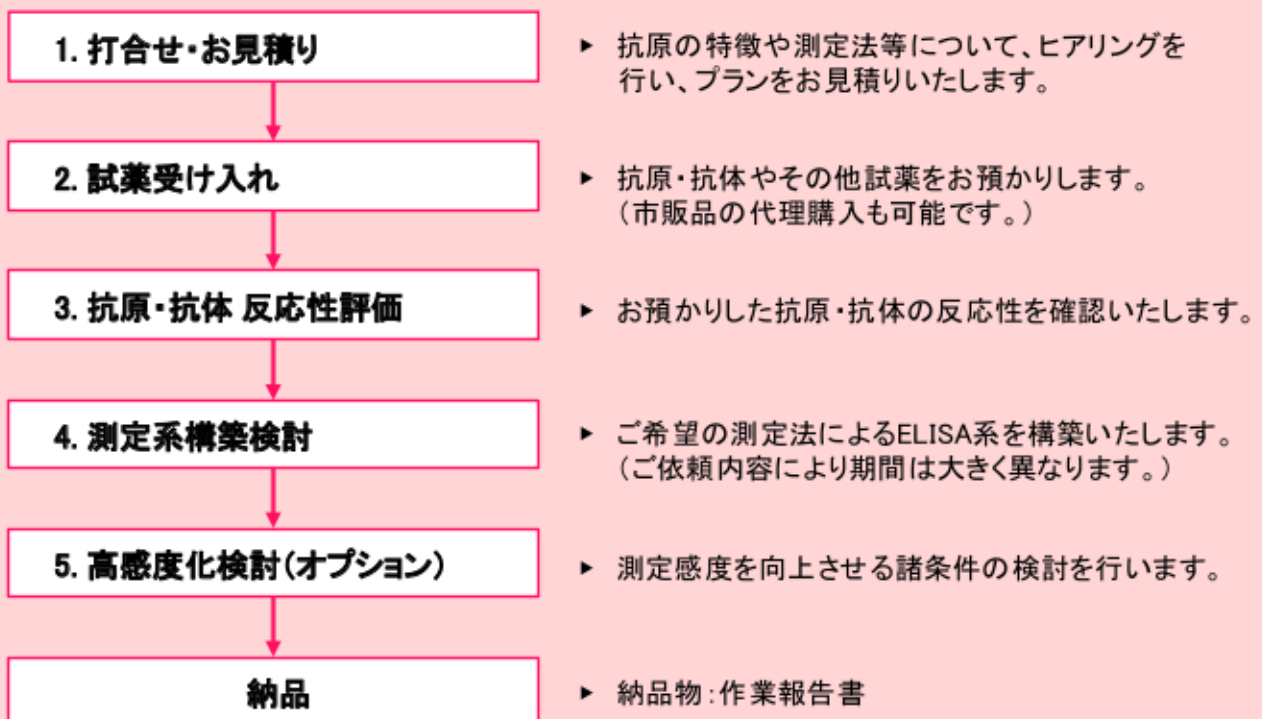 1. 打合せ・お見積り
▶ 抗原の特徴や測定法等について、ヒアリングを
行い、プランをお見積りいたします。
2. 試薬受け入れ
▶ 抗原・抗体やその他試薬をお預かりします。
（市販品の代理購入も可能です。）
3. 抗原・抗体 反応性評価
▶ お預かりした抗原・抗体の反応性を確認いたします。
4. 測定系構築検討
▶ ご希望の測定法によるELISA系を構築いたします。
（ご依頼内容により期間は大きく異なります。）
5. 高感度化検討（オプション）
▶ 測定感度を向上させる諸条件の検討を行います。
納品
▶ 納品物：作業報告書